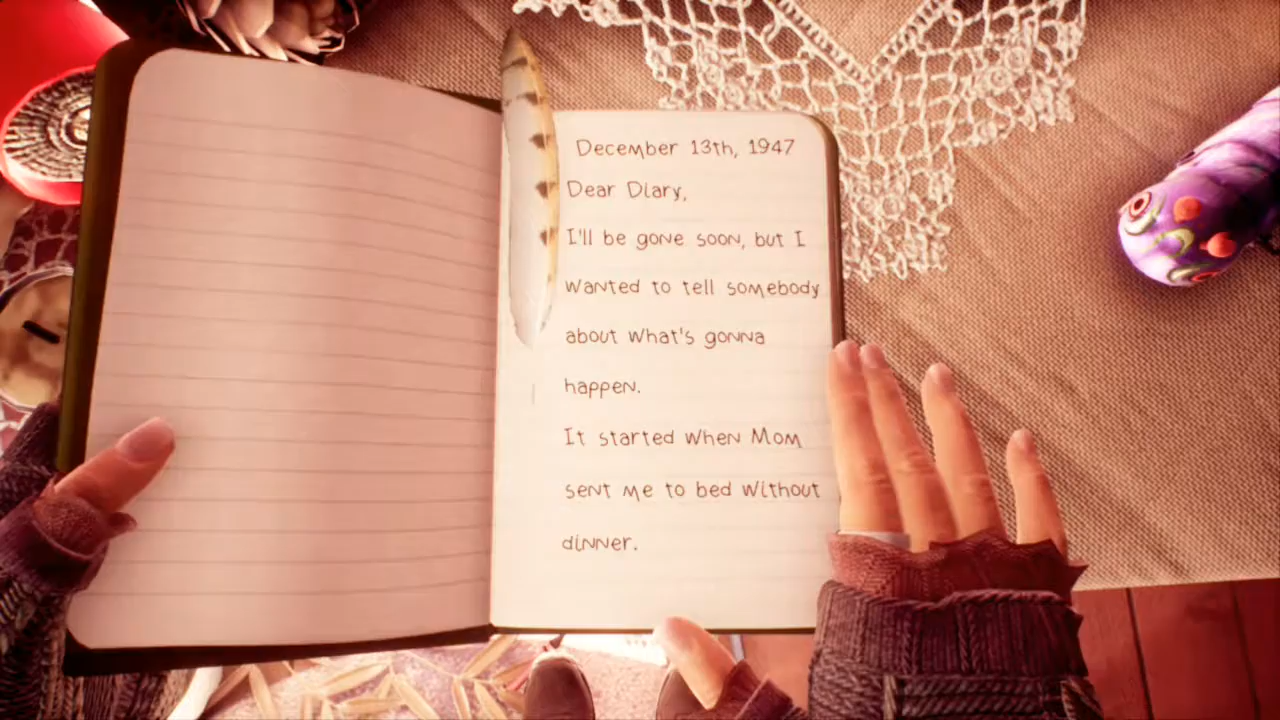 December 13th, 1947
Dear Diary,
I'll be gone soon, but I
wanted to tell somebody
about what's gonna
happen.
It started when Mom
sent me to bed without
dinner.